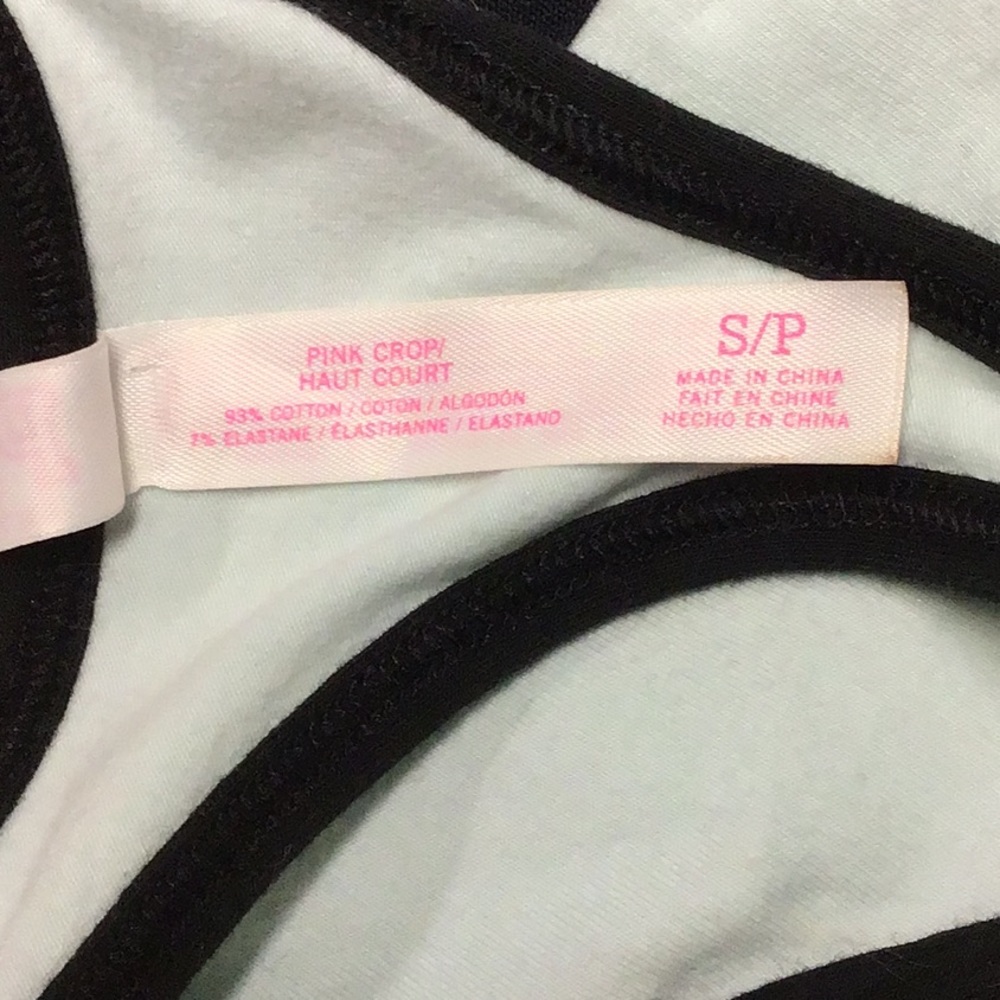 PINK CROP/
HAUT COURT
93% COTTON / COTON / ALGODÓN
7% ELASTANE / ÉLASTHANNE / ELASTANO
S/P
MADE IN CHINA
FAIT EN CHINE
HECHO EN CHINA